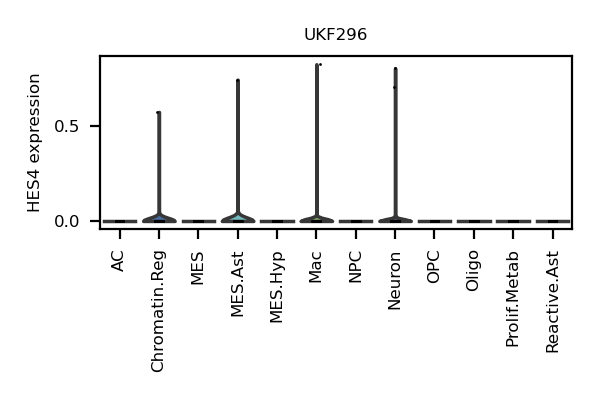 UKF296
HES4 expression
0.5
0.0
AC
Chromatin.Reg
MES
MES.Ast
MES.Hyp
Mac
NPC
Neuron
OPC
Oligo
Prolif.Metab
Reactive.Ast